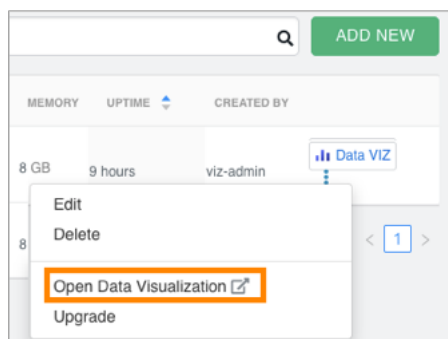 ADD NEW
MEMORY UPTIME CREATED BY
Data VIZ
8 GB 9 hours viz-admin
Edit
8 Delete < 1 >
Open Data Visualization
Upgrade